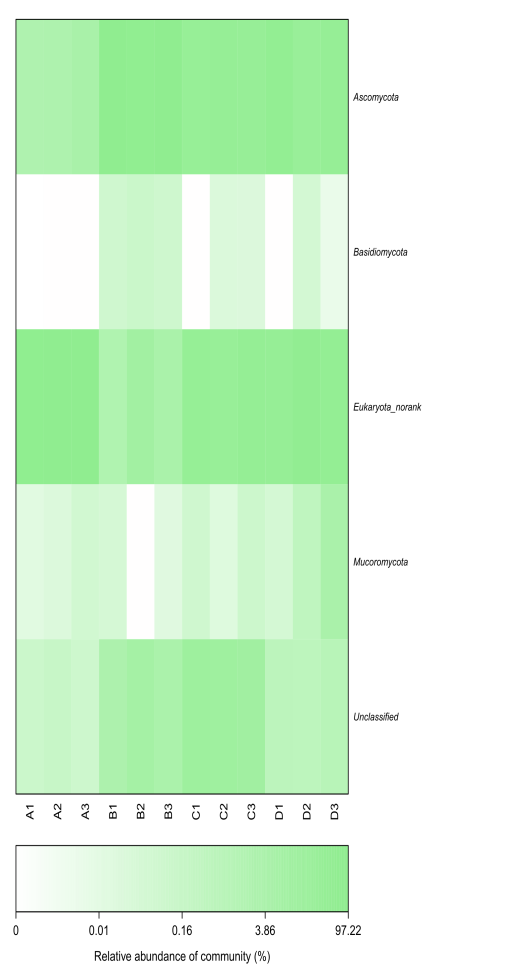 Ascomycota
Basidiomycota
Eukaryota_norank
Mucoromycota
Unclassified
A1 A2 A3 B1 B2 B3 C1 C2 C3 D1 D2 D3
0 0.01 0.16 3.86 97.22
Relative abundance of community (%)